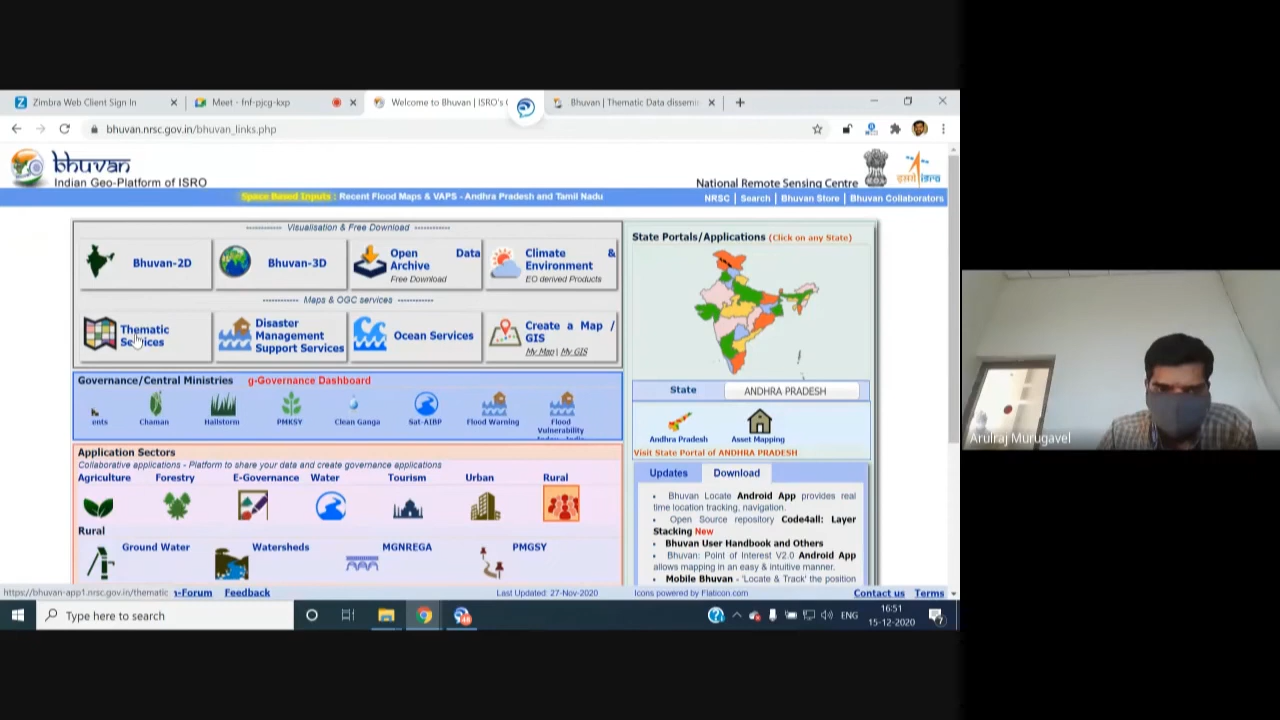 Zimbra Web Client Sign In
Meet - fnf-pjcg-kxp
Welcome to Bhuvan | ISRO's
Bhuvan | Thematic Data dissemi
bhuvan.nrsc.gov.in/bhuvan_links.php
bhuvan
Indian Geo-Platform of ISRO
National Remote Sensing Centre
इसरो isro
Space Based Inputs : Recent Flood Maps & VAPS - Andhra Pradesh and Tamil Nadu
NRSC | Search | Bhuvan Store | Bhuvan Collaborators
------------ Visualisation & Free Download ------------
Bhuvan-2D
Bhuvan-3D
Open Data Archive
Free Download
Climate & Environment
EO derived Products
------------ Maps & OGC services ------------
Thematic Services
Disaster Management Support Services
Ocean Services
Create a Map / GIS
My Map | My GIS
Governance/Central Ministries
g-Governance Dashboard
ents
Chaman
Hailstorm
PMKSY
Clean Ganga
Sat-AIBP
Flood Warning
Flood Vulnerability
Application Sectors
Collaborative applications - Platform to share your data and create governance applications
Agriculture
Forestry
E-Governance
Water
Tourism
Urban
Rural
Rural
Ground Water
Watersheds
MGNREGA
PMGSY
State Portals/Applications (Click on any State)
State
ANDHRA PRADESH
Andhra Pradesh
Asset Mapping
Visit State Portal of ANDHRA PRADESH
Updates
Download
• Bhuvan Locate Android App provides real
time location tracking, navigation.
• Open Source repository Code4all: Layer
Stacking New
• Bhuvan User Handbook and Others
• Bhuvan: Point of Interest V2.0 Android App
allows mapping in an easy & intuitive manner.
• Mobile Bhuvan - 'Locate & Track' the position
https://bhuvan-app1.nrsc.gov.in/thematic
Feedback
Last Updated: 27-Nov-2020
Icons powered by Flaticon.com
Contact us
Terms
Type here to search
ENG
16:51
15-12-2020
Arulraj Murugavel